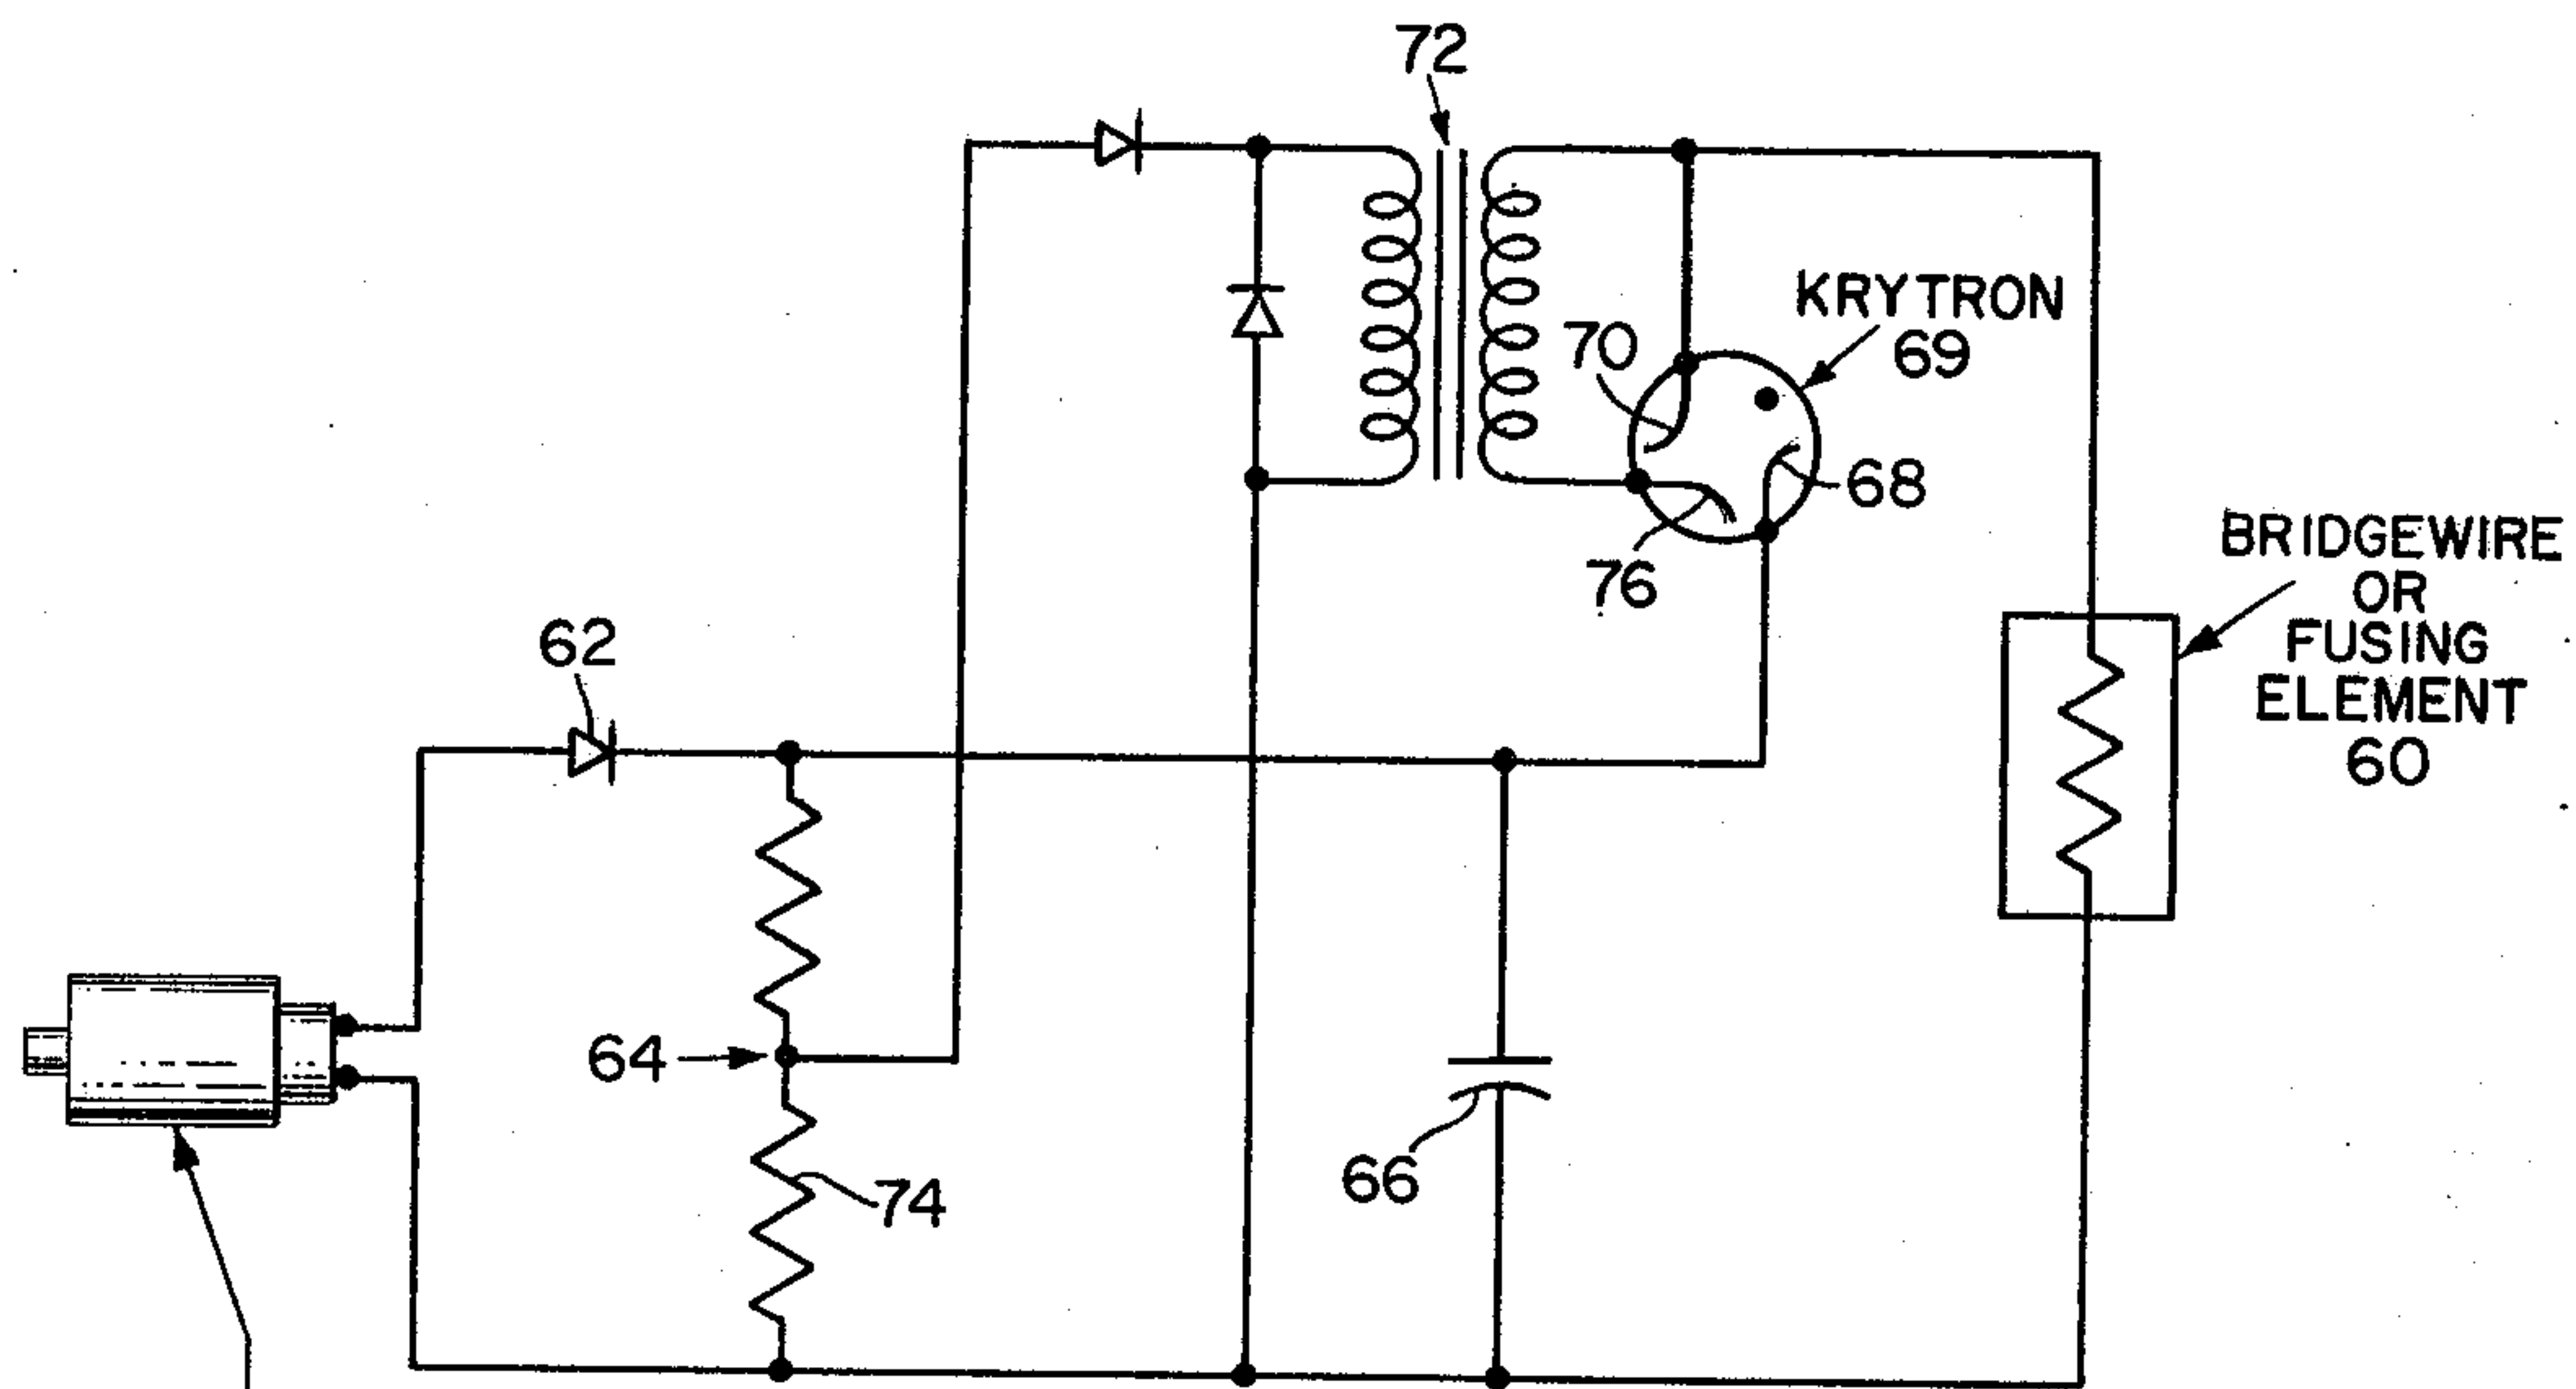 72
KRYTRON
69
70
68
76
BRIDGEWIRE
OR
FUSING
ELEMENT
60
62
64
66
74